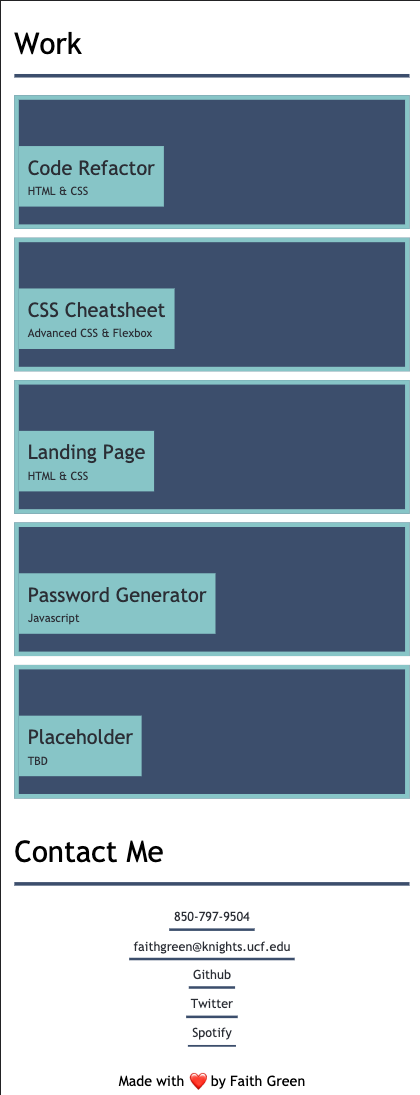 Work
Code Refactor
HTML & CSS
CSS Cheatsheet
Advanced CSS & Flexbox
Landing Page
HTML & CSS
Password Generator
Javascript
Placeholder
TBD
Contact Me
850-797-9504
faithgreen@knights.ucf.edu
Github
Twitter
Spotify
Made with ❤️ by Faith Green